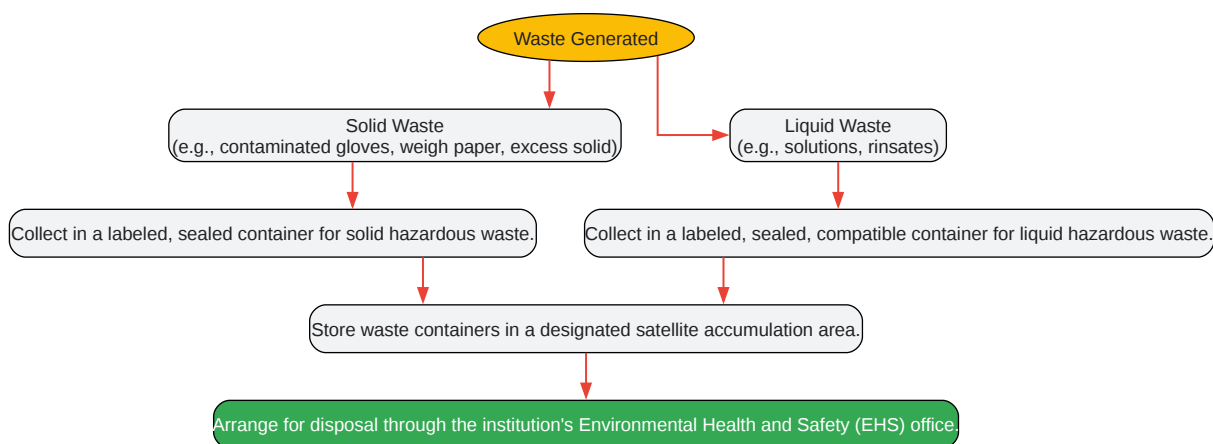 Waste Generated
Solid Waste
(e.g., contaminated gloves, weigh paper, excess solid)
Liquid Waste
(e.g., solutions, rinsates)
Collect in a labeled, sealed container for solid hazardous waste.
Collect in a labeled, sealed, compatible container for liquid hazardous waste.
Store waste containers in a designated satellite accumulation area.
Arrange for disposal through the institution's Environmental Health and Safety (EHS) office.